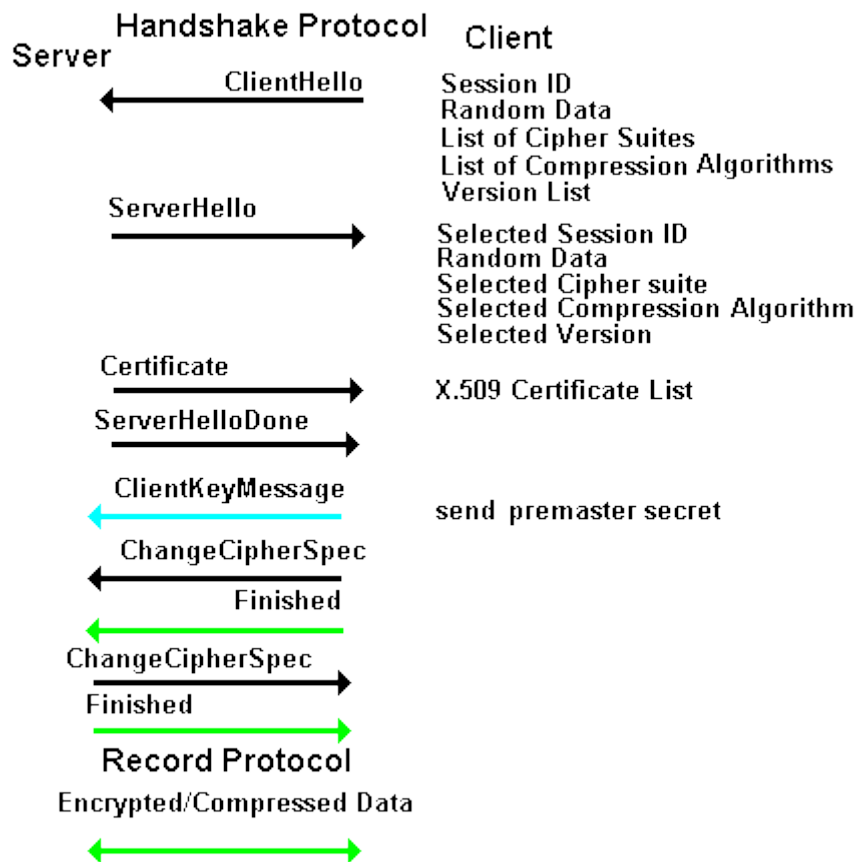 Handshake Protocol
Server
Client
ClientHello
Session ID
Random Data
List of Cipher Suites
List of Compression Algorithms
Version List
ServerHello
Selected Session ID
Random Data
Selected Cipher suite
Selected Compression Algorithm
Selected Version
Certificate
X.509 Certificate List
ServerHelloDone
ClientKeyMessage
send premaster secret
ChangeCipherSpec
Finished
ChangeCipherSpec
Finished
Record Protocol
Encrypted/Compressed Data